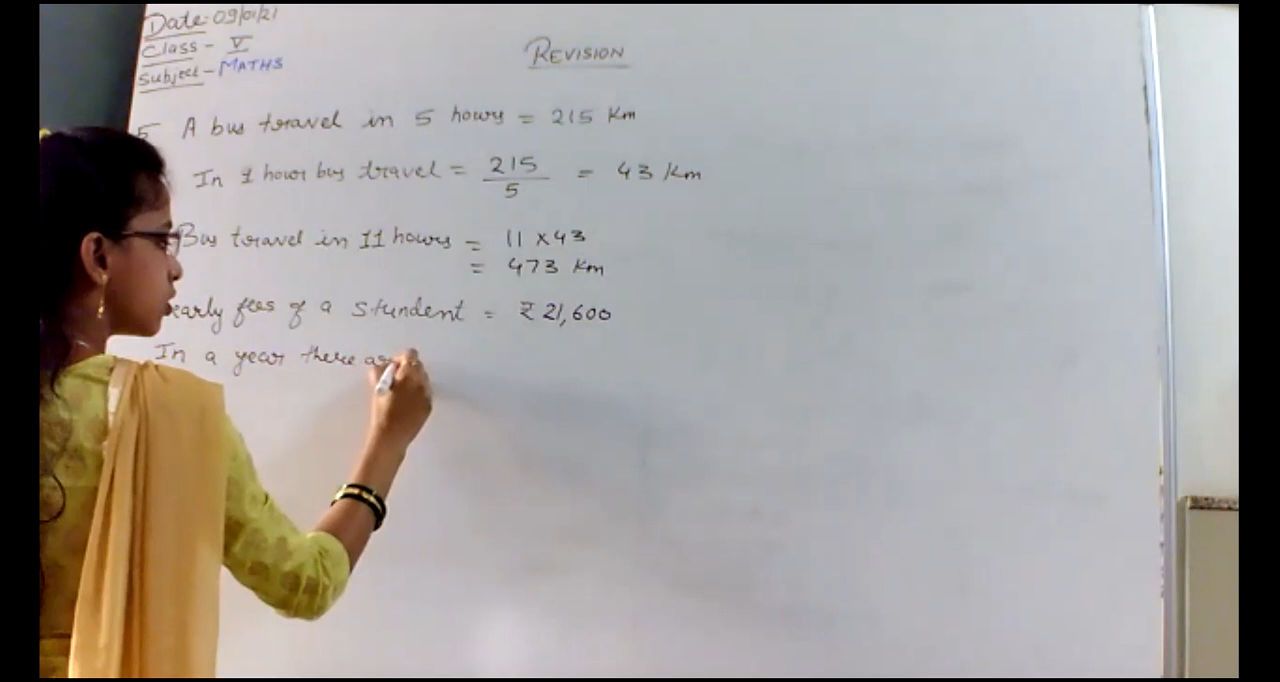 Date: 09/01/21
Class - V
Subject - MATHS
REVISION
5 A bus travel in 5 hours = 215 Km
In 1 hour bus travel = 215/5 = 43 Km
Bus travel in 11 hours = 11 x 43
= 473 Km
early fees of a Stundent = ₹ 21,600
In a year there